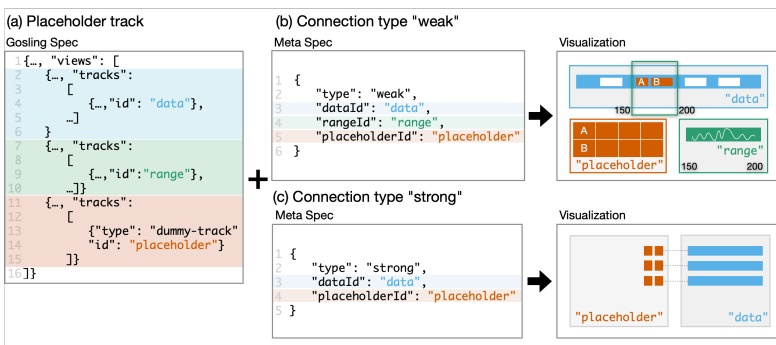 (a) Placeholder track
Gosling Spec
1{…, "views": [
2 {…, "tracks":
3 [
4 {…,"id": "data"},
5 …]
6 }
7 {…, "tracks":
8 [
9 {…,"id":"range"},
10 …]}
11 {…, "tracks":
12 [
13 {"type": "dummy-track"
14 "id": "placeholder"}
15 ]}
16]}
+
(b) Connection type "weak"
Meta Spec
1 {
2 "type": "weak",
3 "dataId": "data",
4 "rangeId": "range",
5 "placeholderId": "placeholder"
6 }
Visualization
A B
150 200
"data"
A
B
"placeholder"
"range"
150 200
(c) Connection type "strong"
Meta Spec
1 {
2 "type": "strong",
3 "dataId": "data",
4 "placeholderId": "placeholder"
5 }
Visualization
"placeholder"
"data"